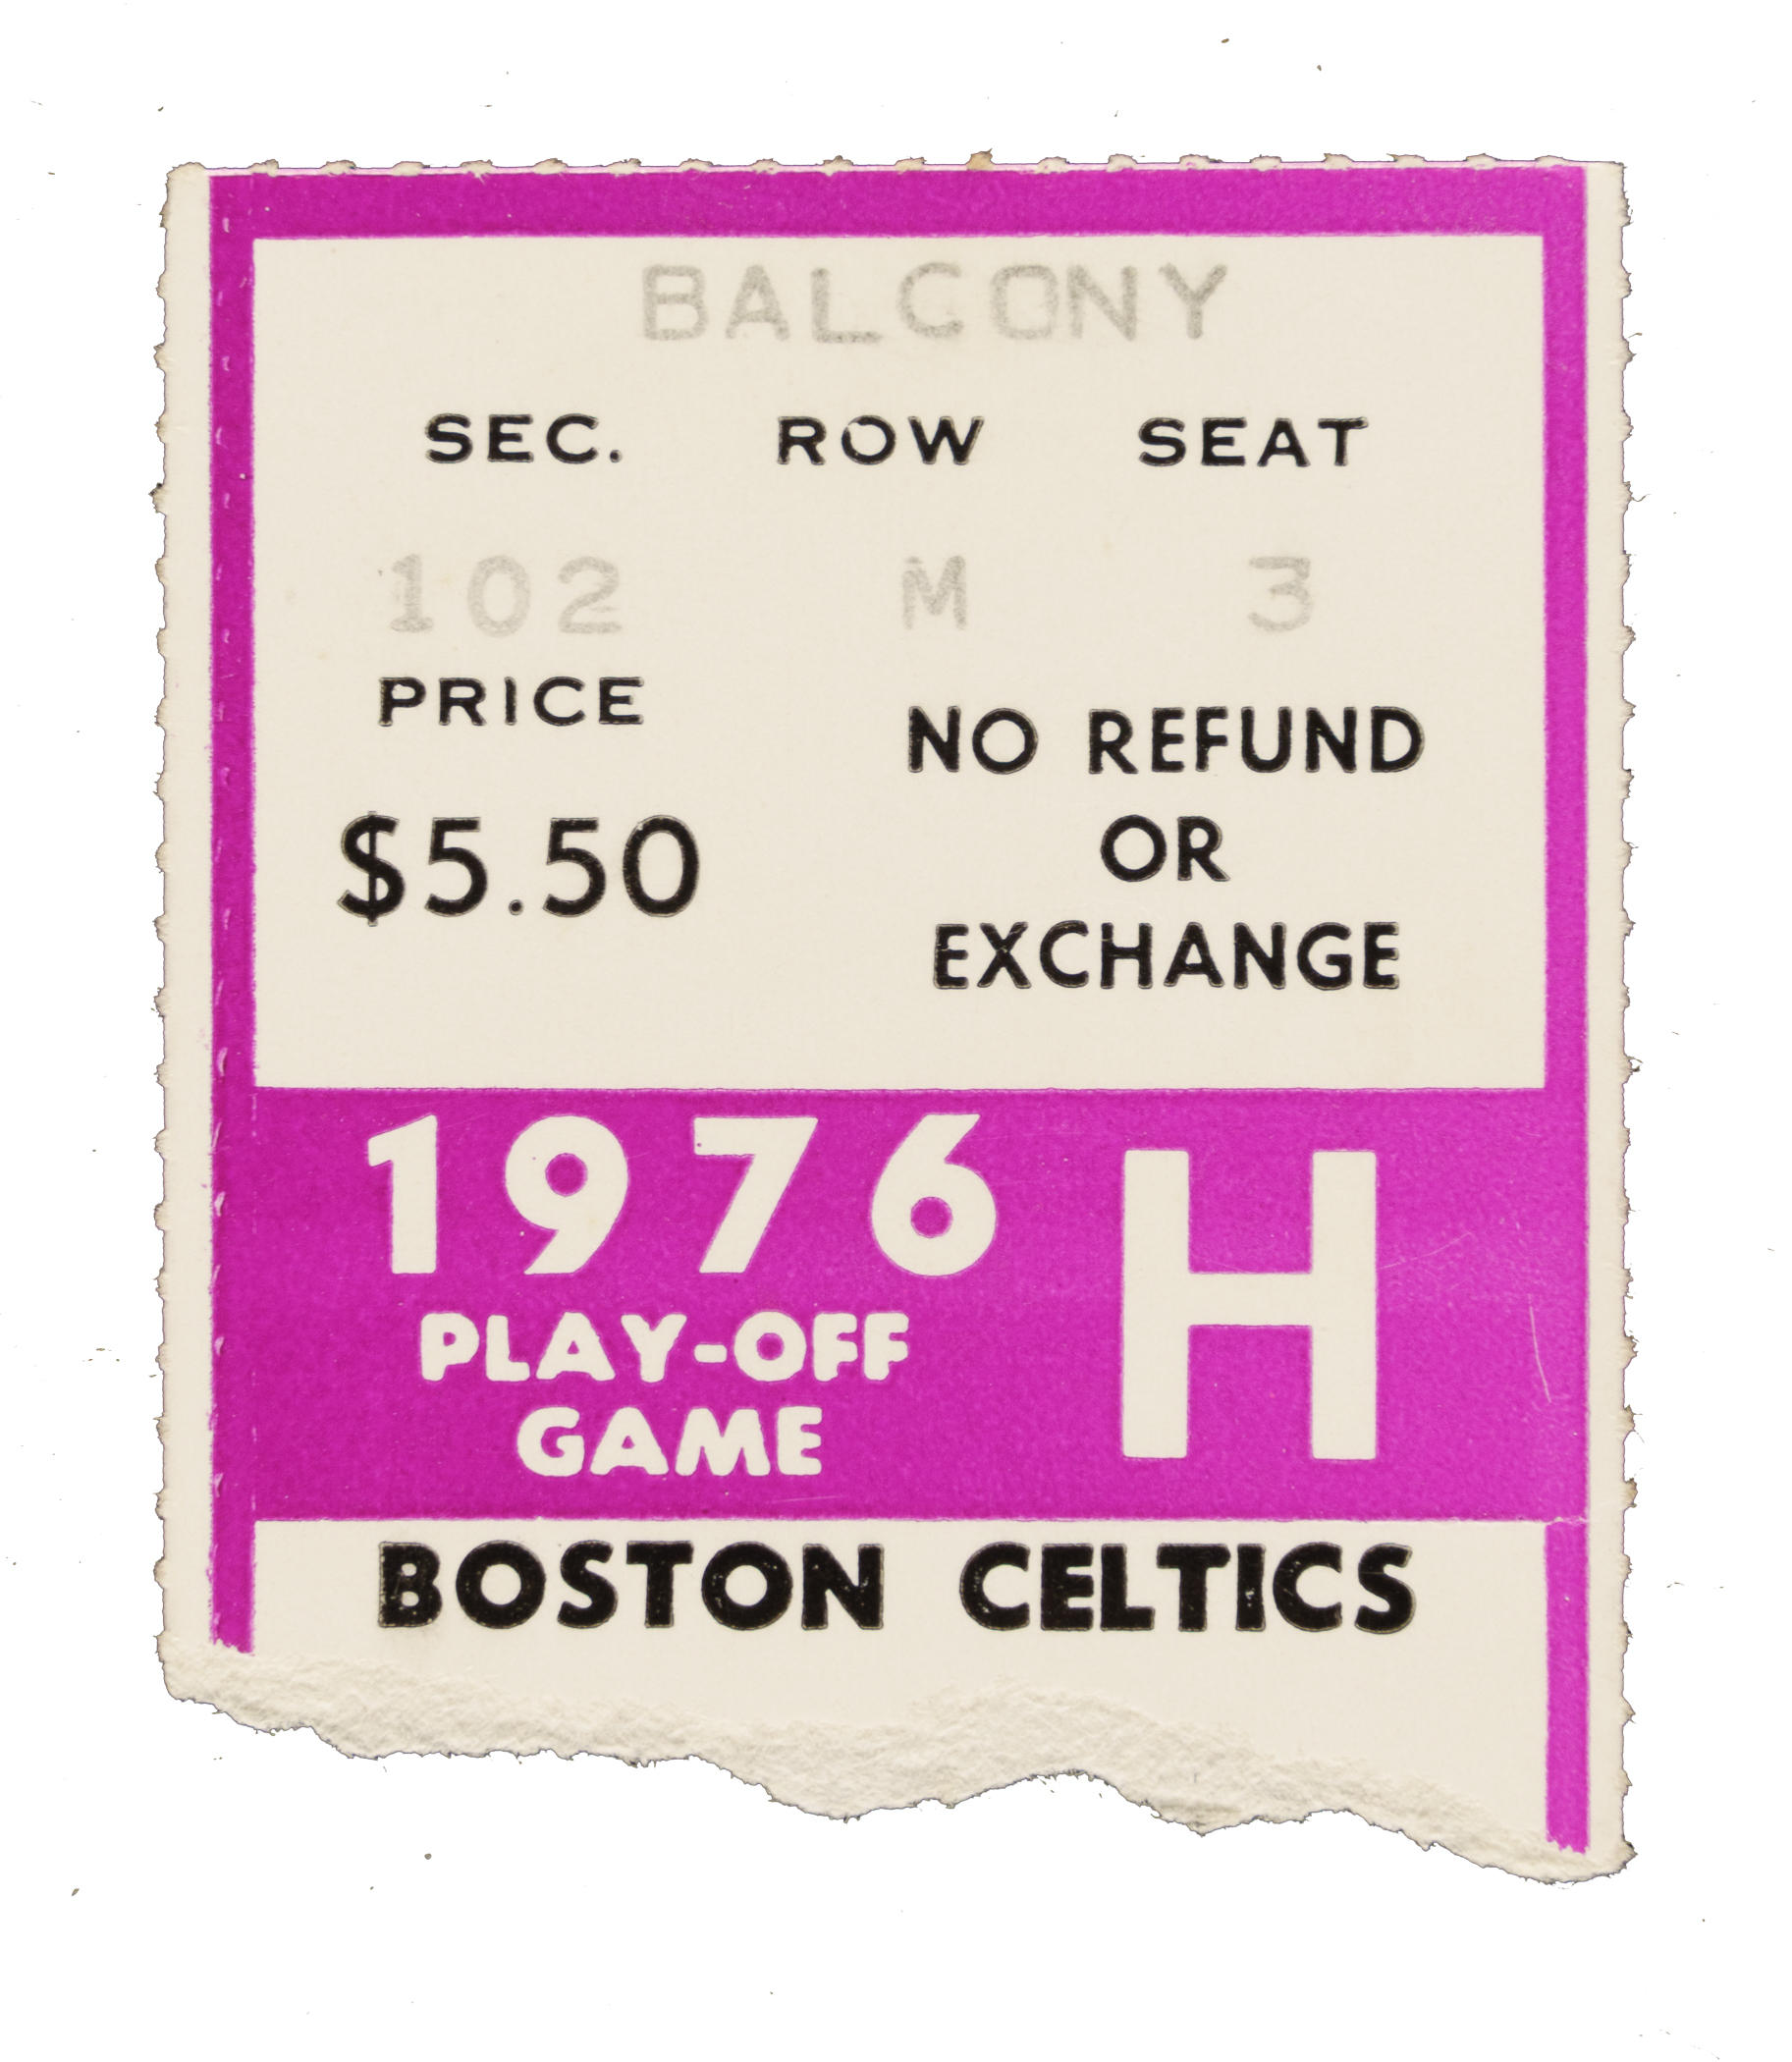 BALCONY
SEC. ROW SEAT
102 M 3
PRICE
$5.50
NO REFUND
OR
EXCHANGE
1976
PLAY-OFF
GAME
H
BOSTON CELTICS